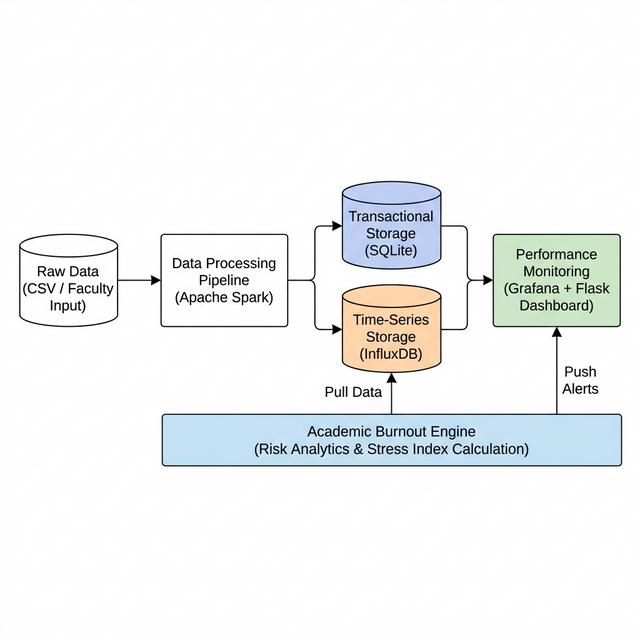 Raw Data
(CSV / Faculty
Input)
Data Processing
Pipeline
(Apache Spark)
Transactional
Storage
(SQLite)
Time-Series
Storage
(InfluxDB)
Performance
Monitoring
(Grafana + Flask
Dashboard)
Pull Data
Push
Alerts
Academic Burnout Engine
(Risk Analytics & Stress Index Calculation)